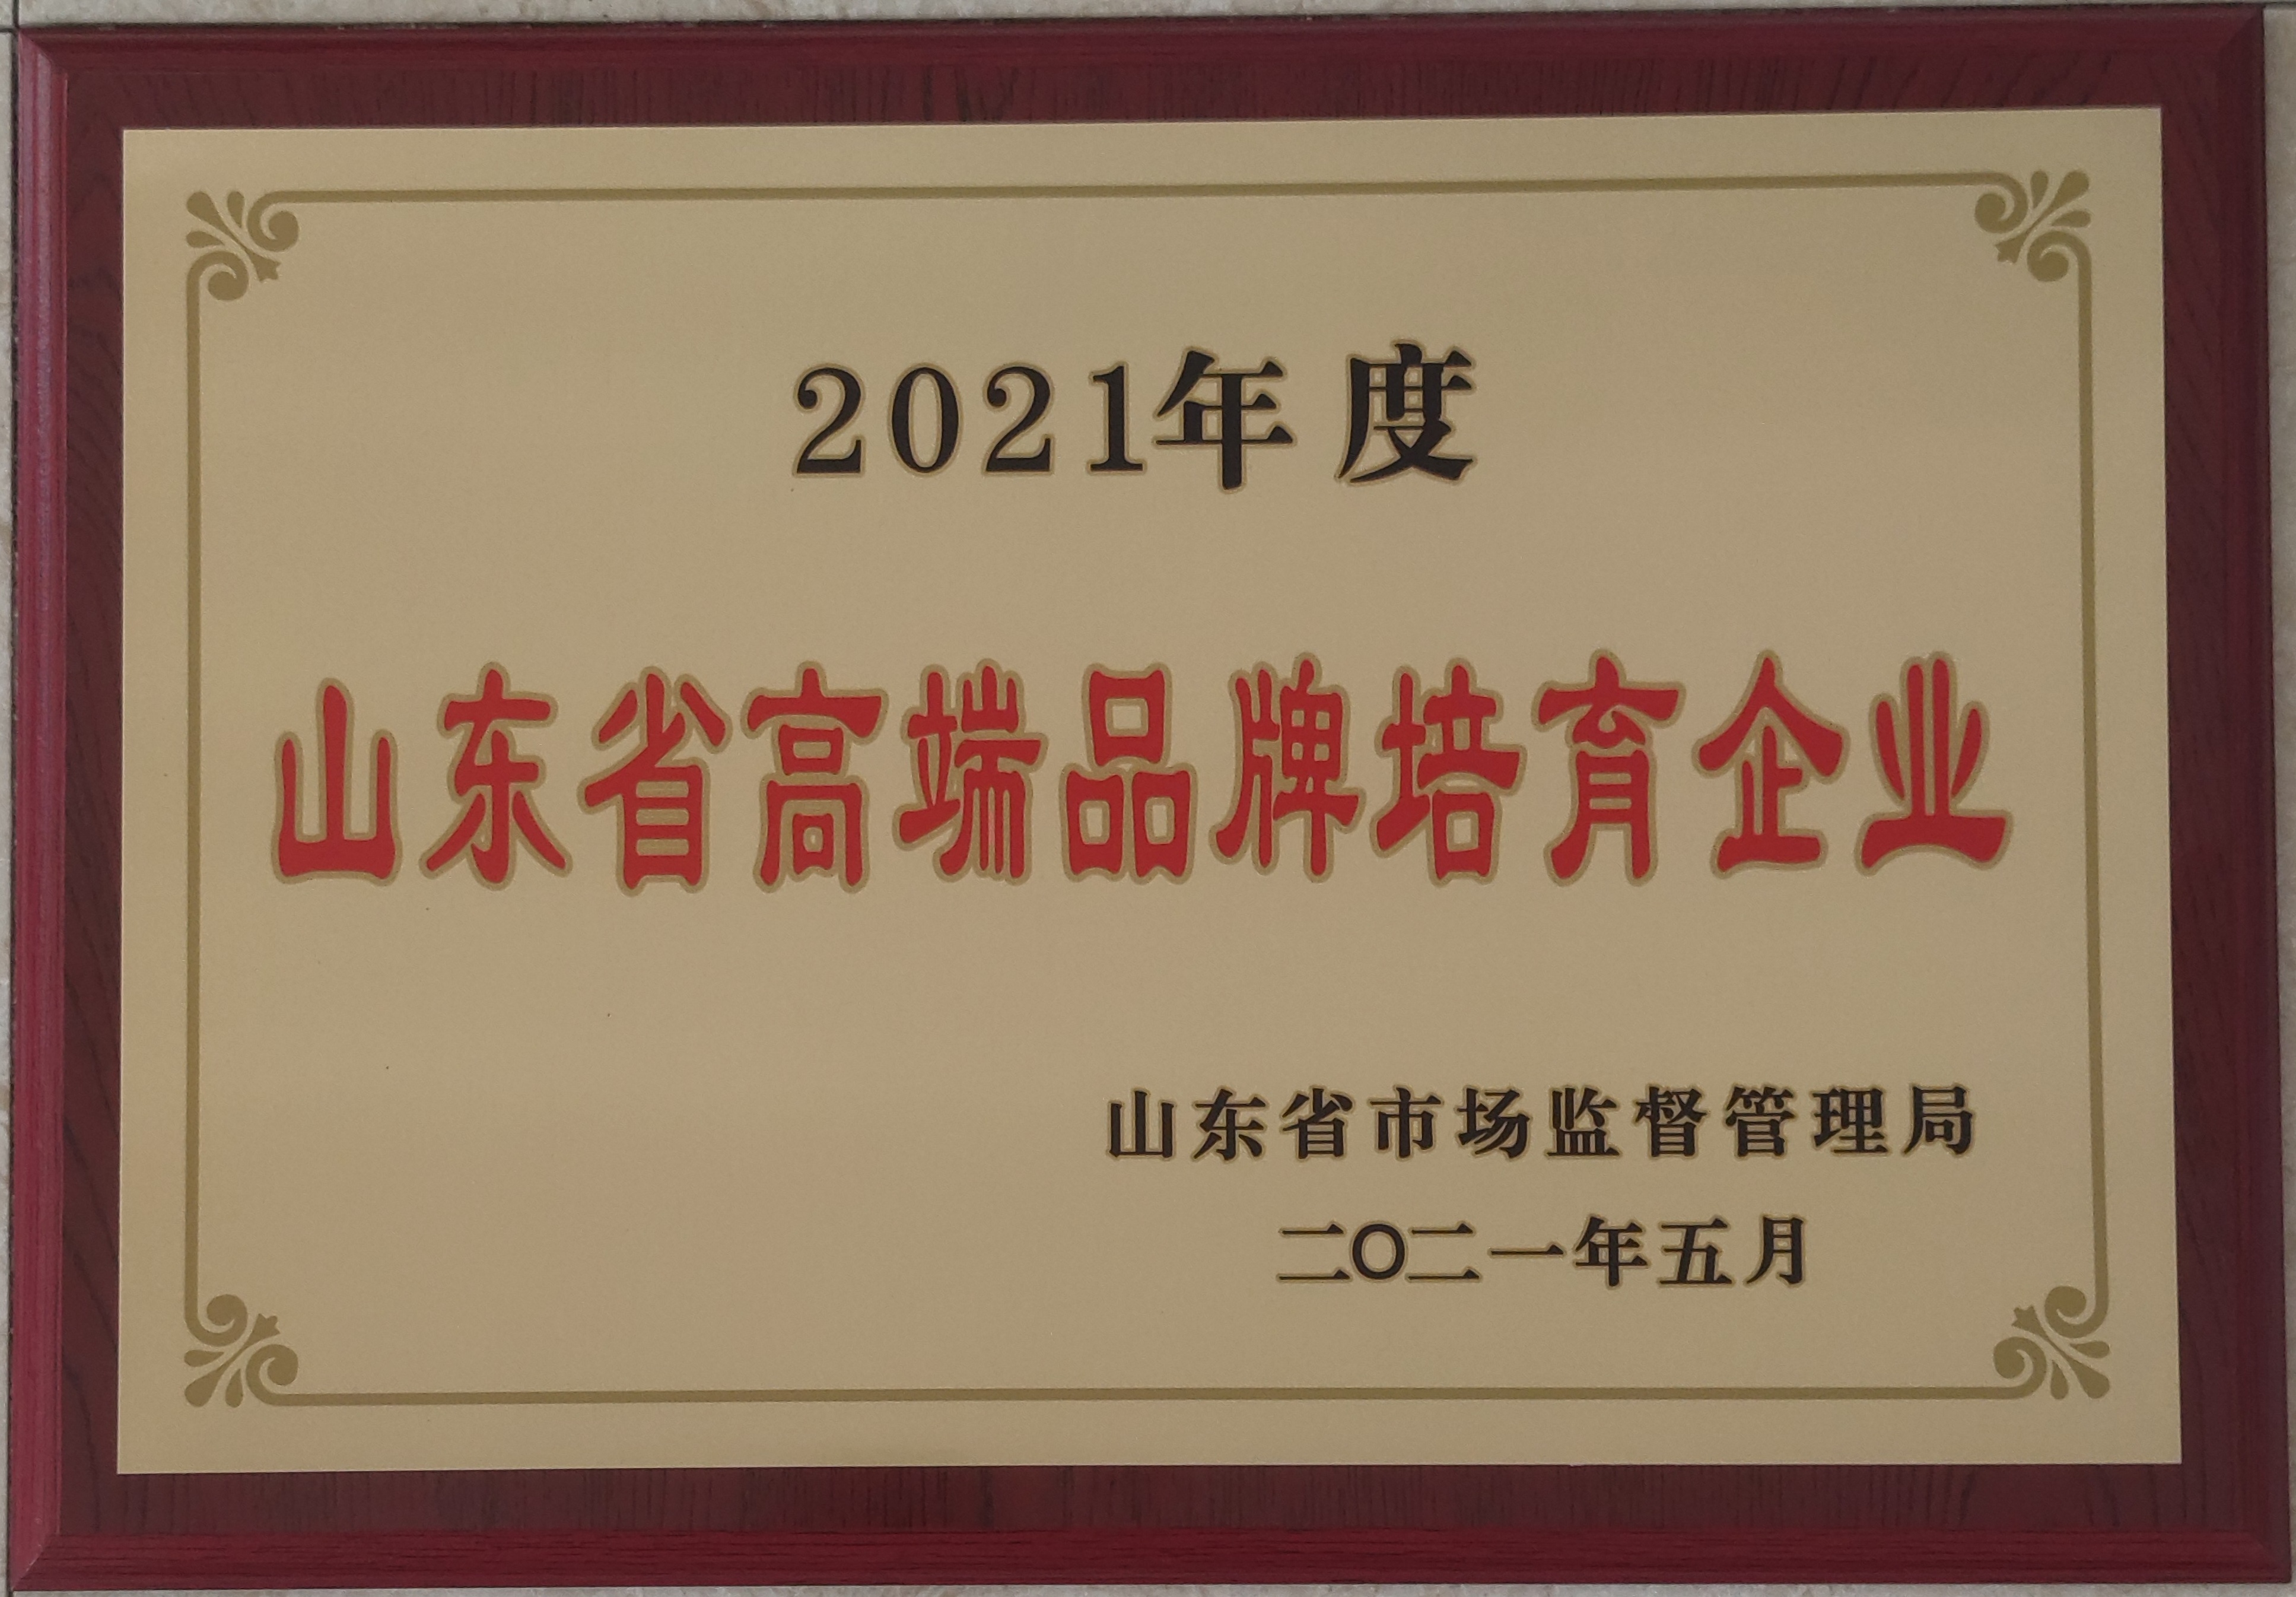 2021年度
山东省高端品牌培育企业
山东省市场监督管理局
二〇二一年五月